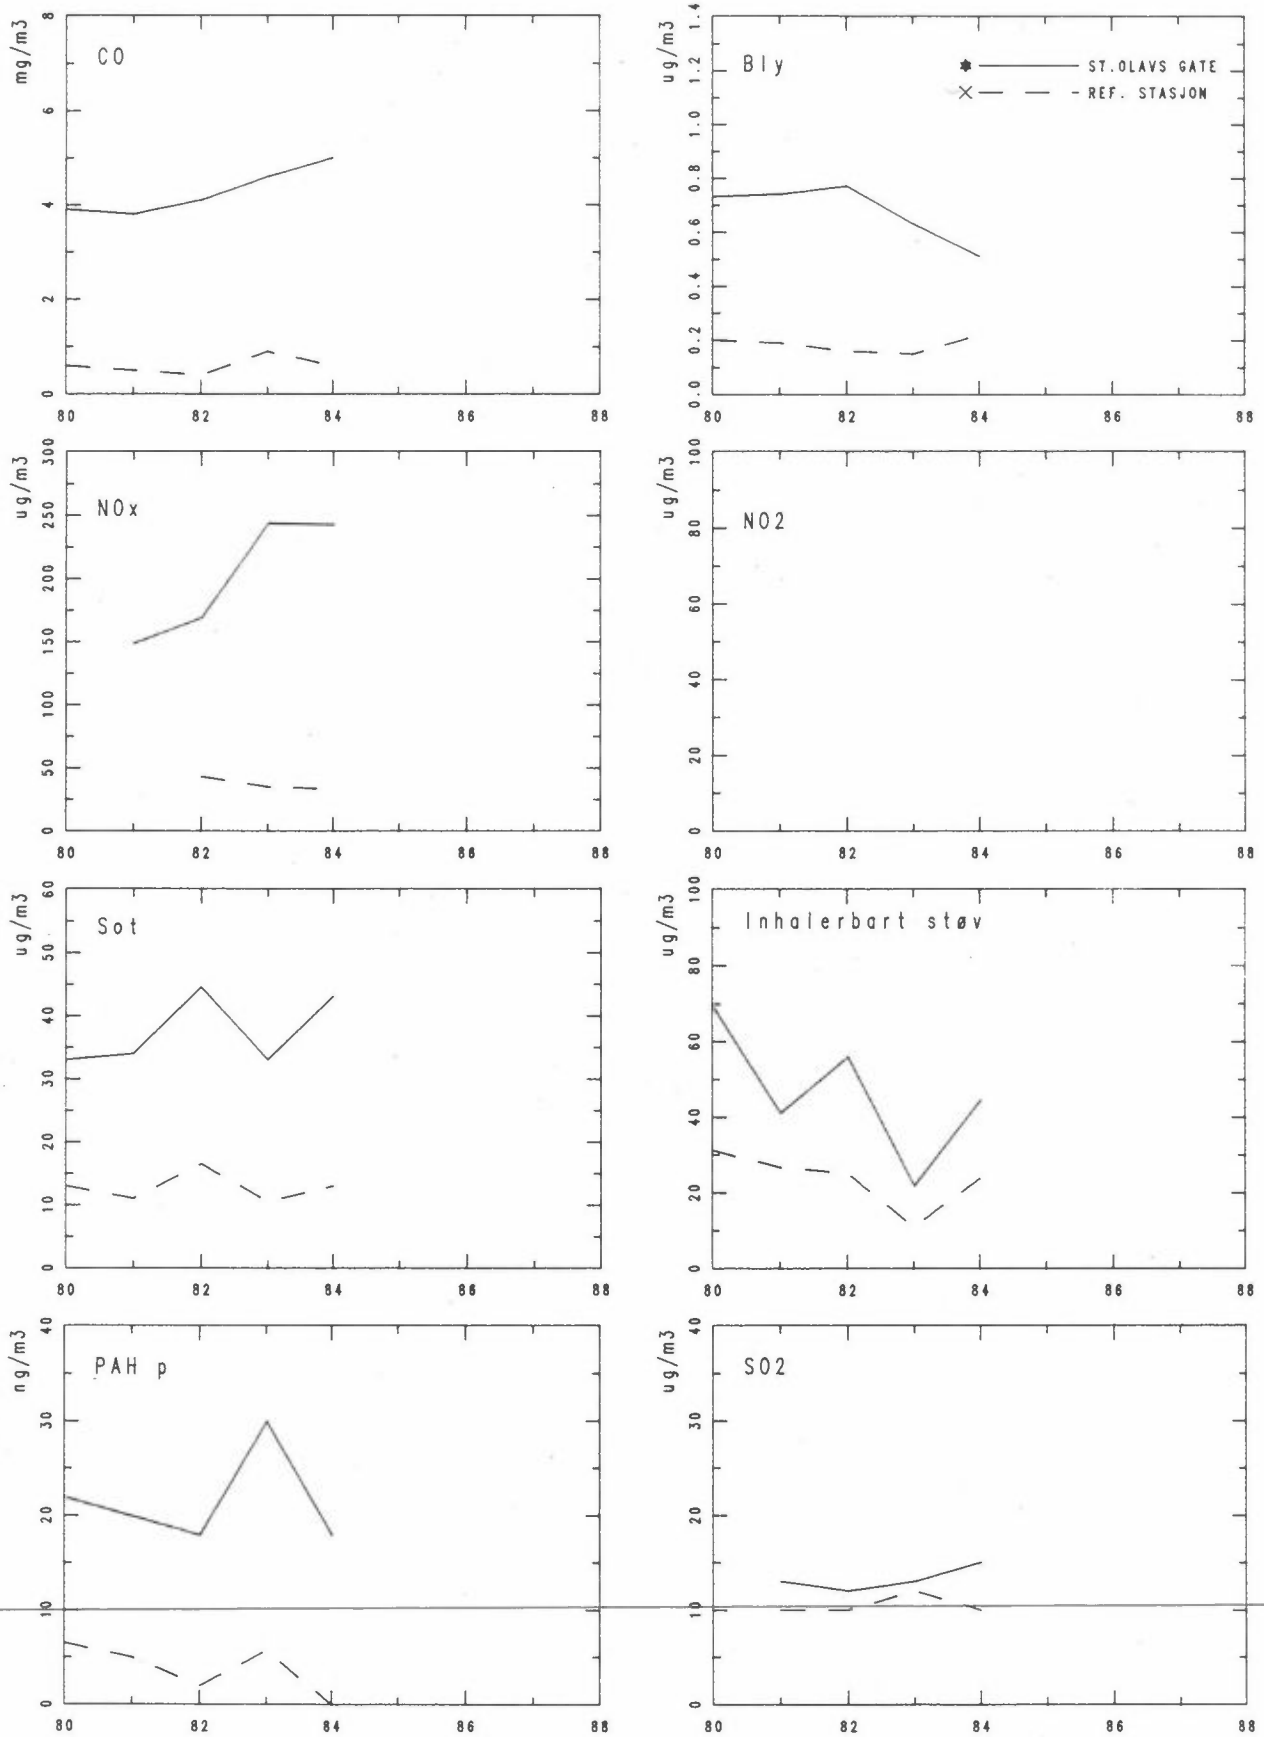 mg/m3
CO
8
6
4
2
0
80 82 84 86 88
ug/m3
Bly
ST.OLAVS GATE
REF. STASJON
1.4
1.2
1.0
0.8
0.6
0.4
0.2
0.0
80 82 84 86 88
ug/m3
NOx
300
250
200
150
100
50
0
80 82 84 86 88
ug/m3
NO2
100
80
60
40
20
0
80 82 84 86 88
ug/m3
Sot
60
50
40
30
20
10
0
80 82 84 86 88
ug/m3
Inhalerbart støv
100
80
60
40
20
0
80 82 84 86 88
ng/m3
PAH p
40
30
20
10
0
80 82 84 86 88
ug/m3
SO2
40
30
20
10
0
80 82 84 86 88